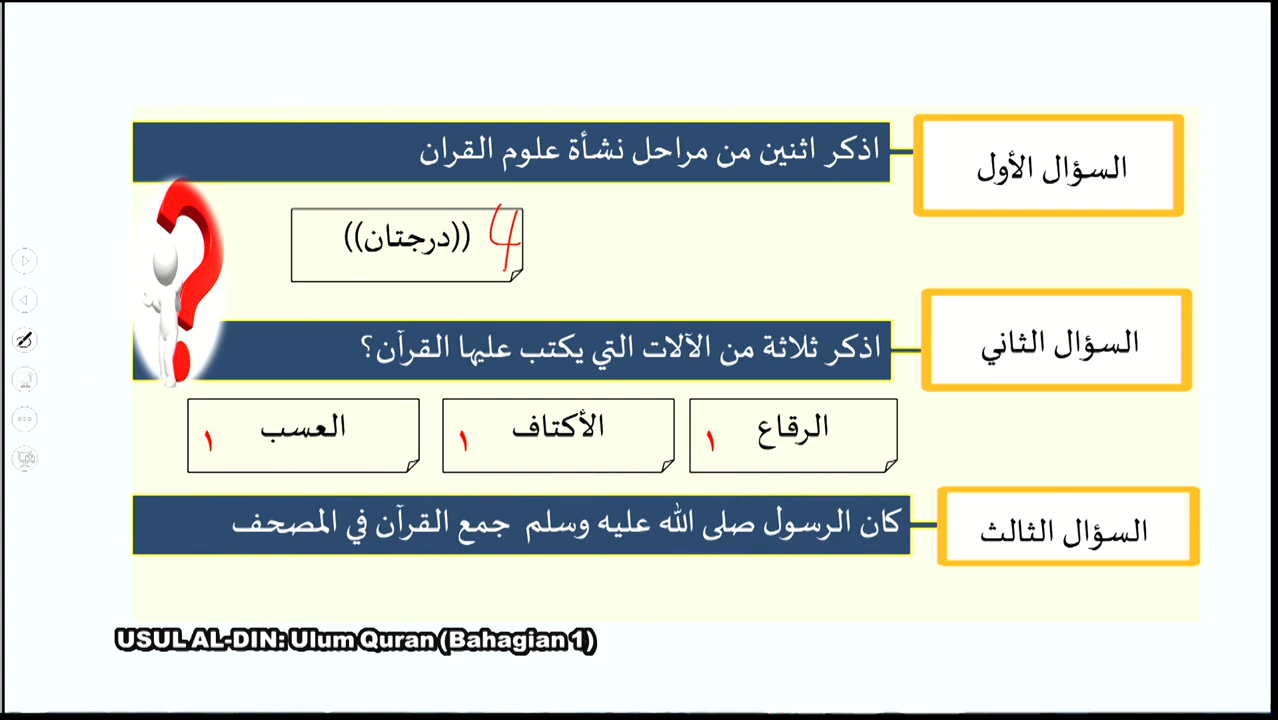 السؤال الأول
اذكر اثنين من مراحل نشأة علوم القران
((درجتان)) 4
السؤال الثاني
اذكر ثلاثة من الآلات التي يكتب عليها القرآن؟
الرقاع ١
الأكتاف ١
العسب ١
السؤال الثالث
كان الرسول صلى الله عليه وسلم جمع القرآن في المصحف
USUL AL-DIN: Ulum Quran (Bahagian 1)